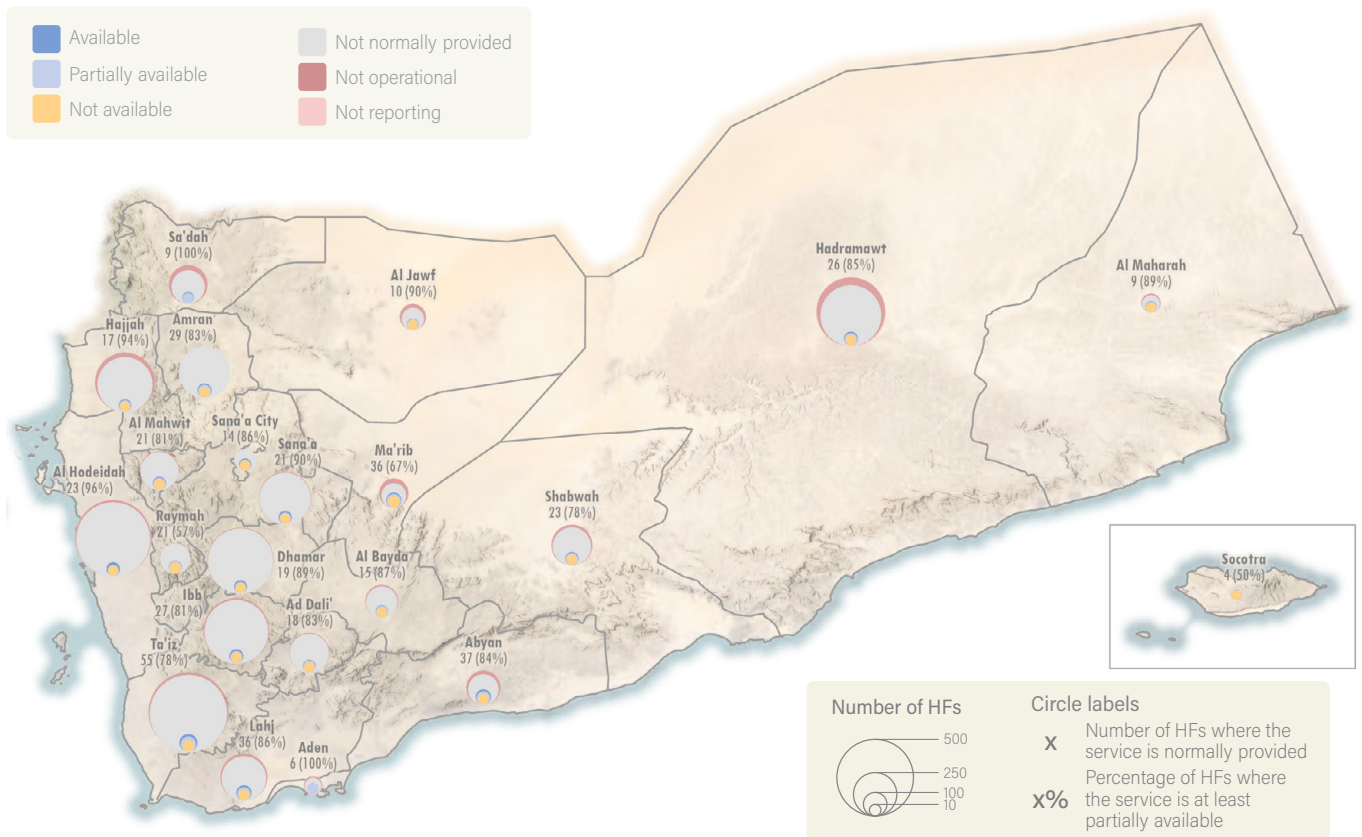 Available
Partially available
Not available
Not normally provided
Not operational
Not reporting
Sa'dah
9 (100%)
Al Jawf
10 (90%)
Hadramawt
26 (85%)
Al Maharah
9 (89%)
Hajjah
17 (94%)
Amran
29 (83%)
Al Mahwit
21 (81%)
Sana'a City
14 (86%)
Sana'a
21 (90%)
Ma'rib
36 (67%)
Al Hodeidah
23 (96%)
Shabwah
23 (78%)
Raymah
21 (57%)
Dhamar
19 (89%)
Al Bayda
15 (87%)
Socotra
4 (50%)
Ibb
27 (81%)
Ad Dali'
18 (83%)
Ta'iz
55 (78%)
Abyan
37 (84%)
Lahj
36 (86%)
Aden
6 (100%)
Number of HFs
500
250
100
10
Circle labels
x
Number of HFs where the
service is normally provided
x%
Percentage of HFs where
the service is at least
partially available